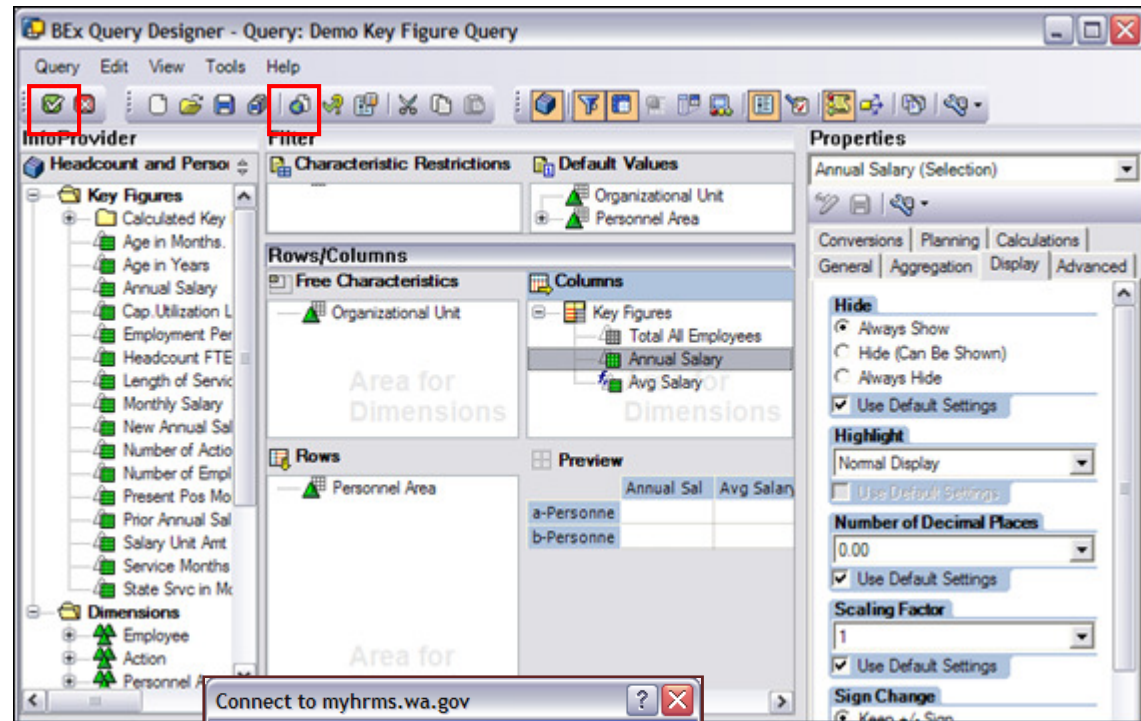 BEx Query Designer - Query: Demo Key Figure Query
Query Edit View Tools Help
InfoProvider
Headcount and Perso
Key Figures
Calculated Key
Age in Months.
Age in Years
Annual Salary
Cap.Utilization L
Employment Per
Headcount FTE
Length of Servic
Monthly Salary
New Annual Sal
Number of Actio
Number of Empl
Present Pos Mo
Prior Annual Sal
Salary Unit Amt
Service Months
State Srvc in Mo
Dimensions
Employee
Action
Personnel A
Filter
Characteristic Restrictions
Default Values
Organizational Unit
Personnel Area
Rows/Columns
Free Characteristics
Organizational Unit
Area for
Dimensions
Columns
Key Figures
Total All Employees
Annual Salary
Avg Salary
Dimensions
Rows
Personnel Area
Area for
Preview
Annual Sal Avg Salary
a-Personne
b-Personne
Properties
Annual Salary (Selection)
Conversions Planning Calculations
General Aggregation Display Advanced
Hide
Always Show
Hide (Can Be Shown)
Always Hide
Use Default Settings
Highlight
Normal Display
Use Default Settings
Number of Decimal Places
0.00
Use Default Settings
Scaling Factor
1
Use Default Settings
Sign Change
Keep +/- Sign
Connect to myhrms.wa.gov